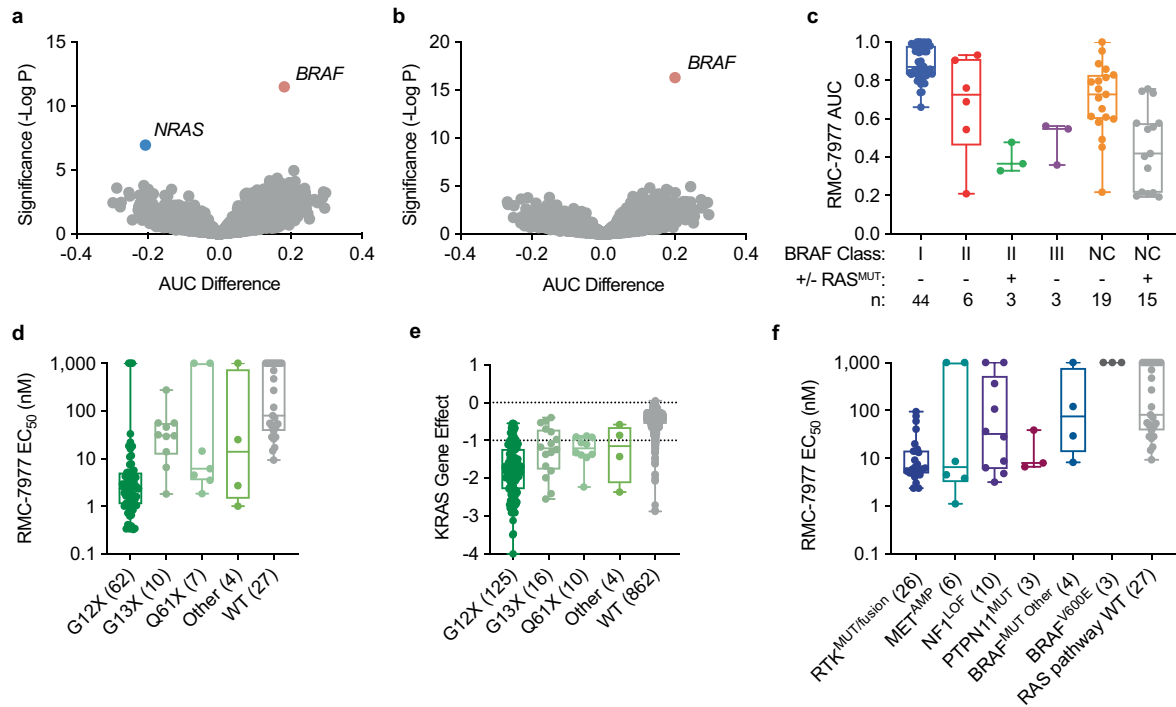 a
15
10
5
0
Significance (-Log P)
NRAS
BRAF
-0.4 -0.2 0.0 0.2 0.4
AUC Difference
b
20
15
10
5
0
Significance (-Log P)
BRAF
-0.4 -0.2 0.0 0.2 0.4
AUC Difference
c
1.0
0.8
0.6
0.4
0.2
0.0
RMC-7977 AUC
BRAF Class: I II II III NC NC
+/- RAS^MUT: - - + - - +
n: 44 6 3 3 19 15
d
1,000
100
10
1
0.1
RMC-7977 EC₅₀ (nM)
G12X (62)
G13X (10)
Q61X (7)
Other (4)
WT (27)
e
1
0
-1
-2
-3
-4
KRAS Gene Effect
G12X (125)
G13X (16)
Q61X (10)
Other (4)
WT (862)
f
1,000
100
10
1
0.1
RMC-7977 EC₅₀ (nM)
RTK^MUT/fusion (26)
MET^AMP (6)
NF1^LOF (10)
PTPN11^MUT (3)
BRAF^MUT Other (4)
BRAF^V600E (3)
RAS pathway WT (27)